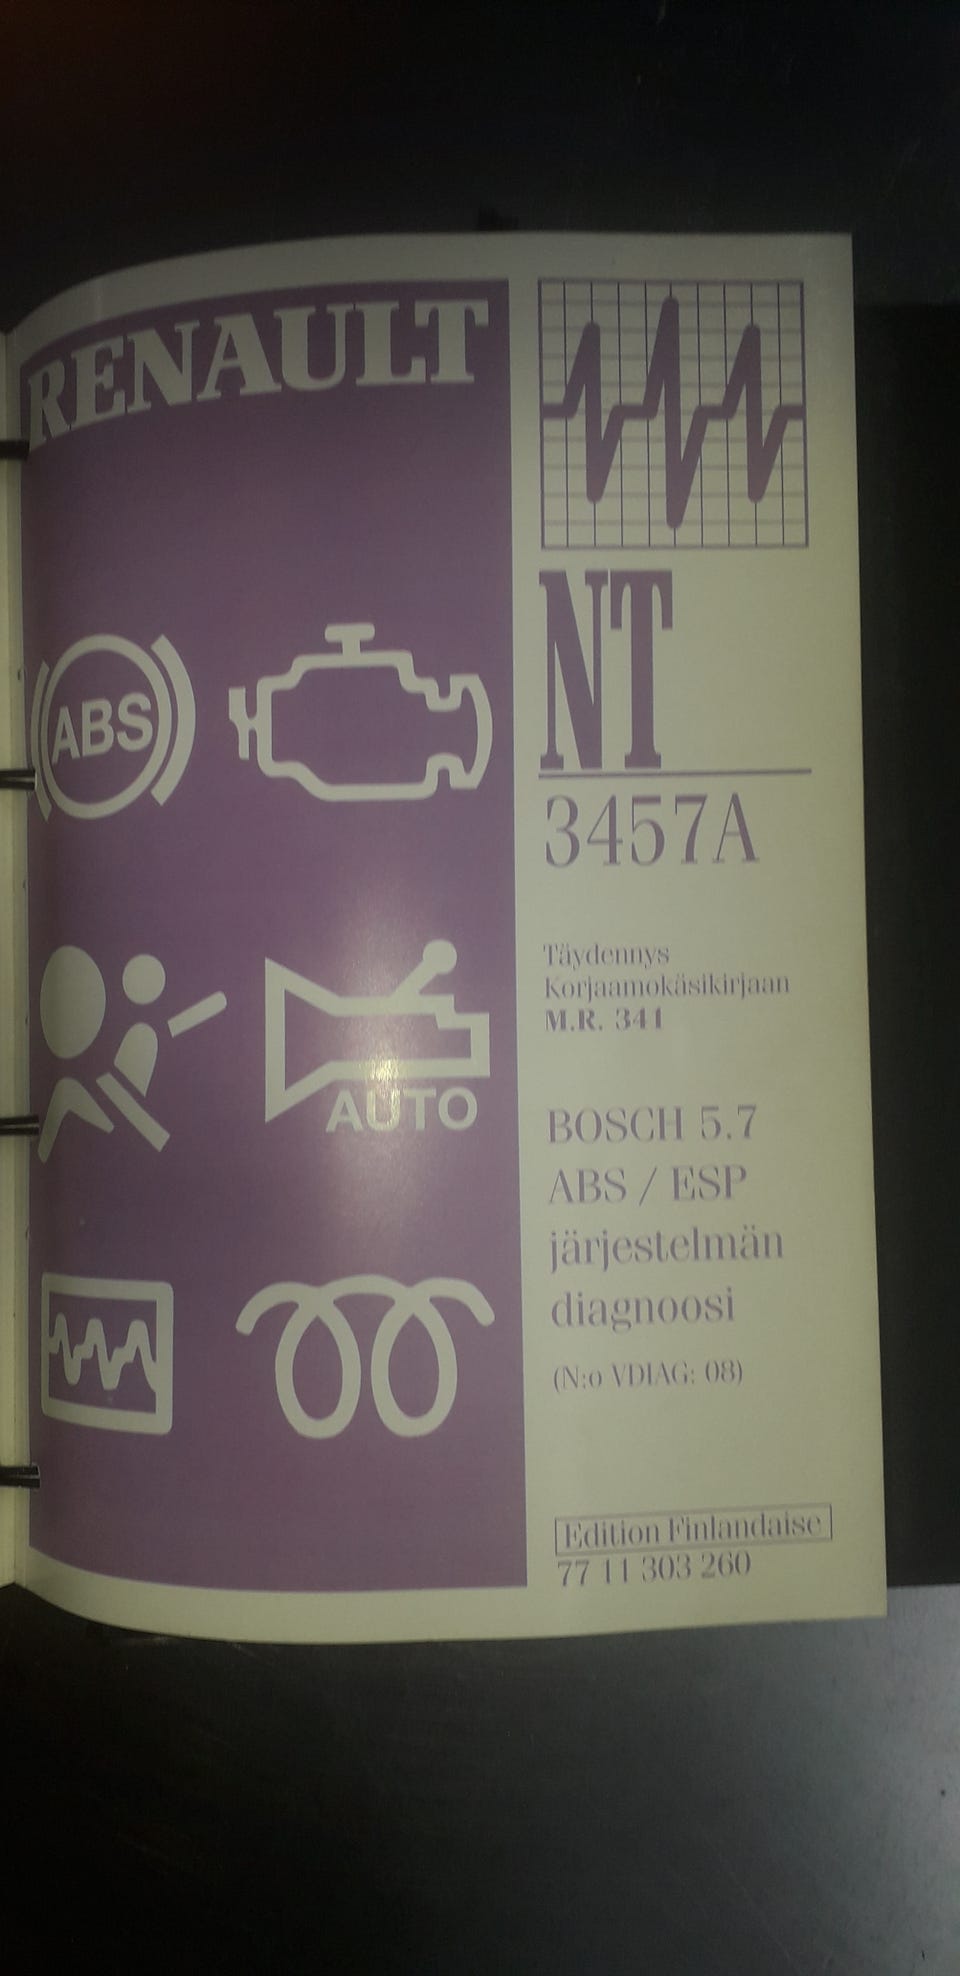 RENAULT
ABS
AUTO
NT
3457A
Täydennys
Korjaamokäsikirjaan
M.R. 341
BOSCH 5.7
ABS / ESP
järjestelmän
diagnoosi
(N:o VDIAG: 08)
Edition Finlandaise
77 11 303 260